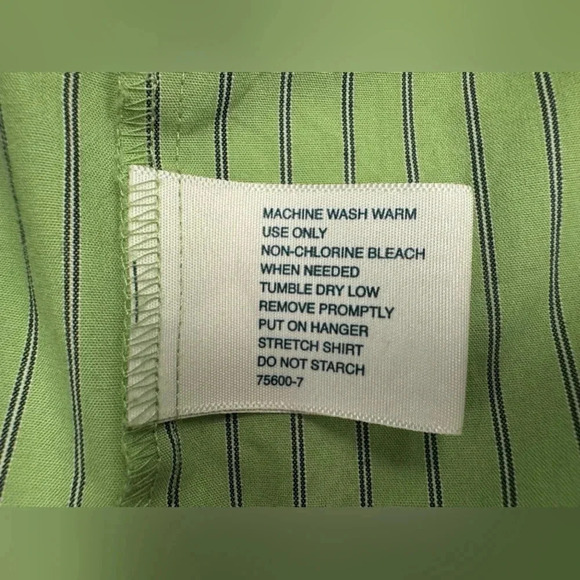 MACHINE WASH WARM
USE ONLY
NON-CHLORINE BLEACH
WHEN NEEDED
TUMBLE DRY LOW
REMOVE PROMPTLY
PUT ON HANGER
STRETCH SHIRT
DO NOT STARCH
75600-7